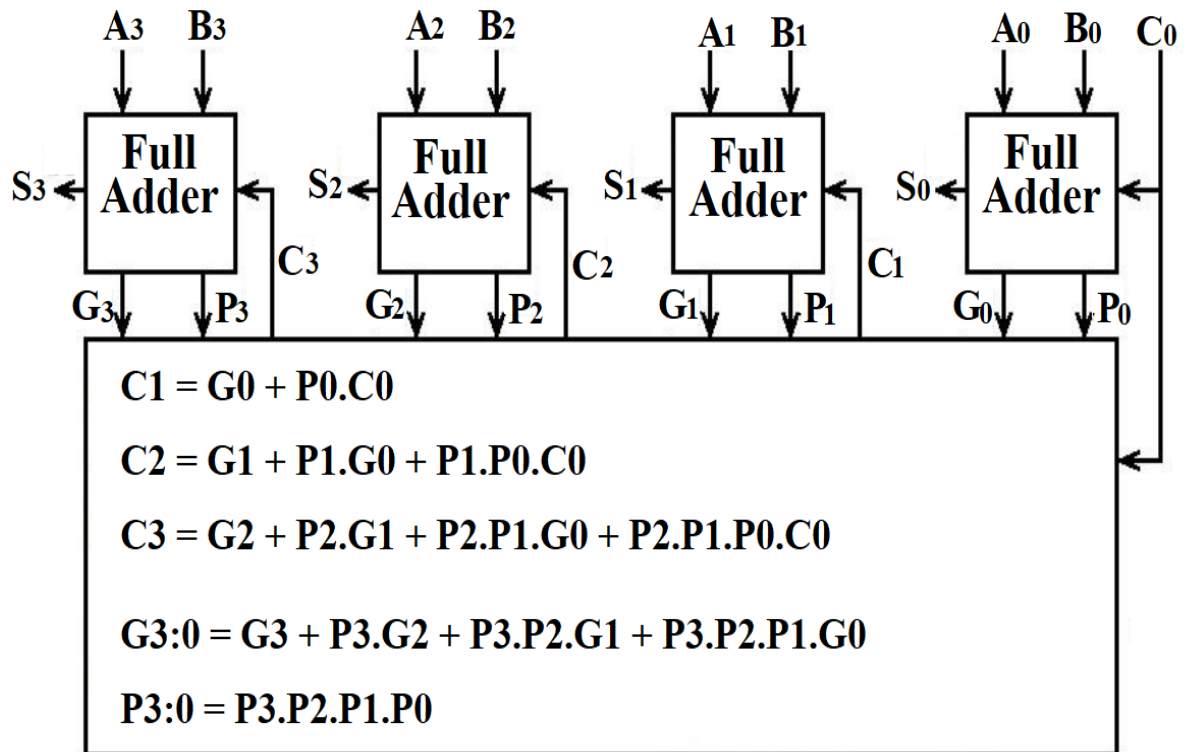 A3 B3 A2 B2 A1 B1 A0 B0 C0
Full Adder Full Adder Full Adder Full Adder
S3 S2 S1 S0
C3 C2 C1
G3 P3 G2 P2 G1 P1 G0 P0
C1 = G0 + P0.C0
C2 = G1 + P1.G0 + P1.P0.C0
C3 = G2 + P2.G1 + P2.P1.G0 + P2.P1.P0.C0
G3:0 = G3 + P3.G2 + P3.P2.G1 + P3.P2.P1.G0
P3:0 = P3.P2.P1.P0